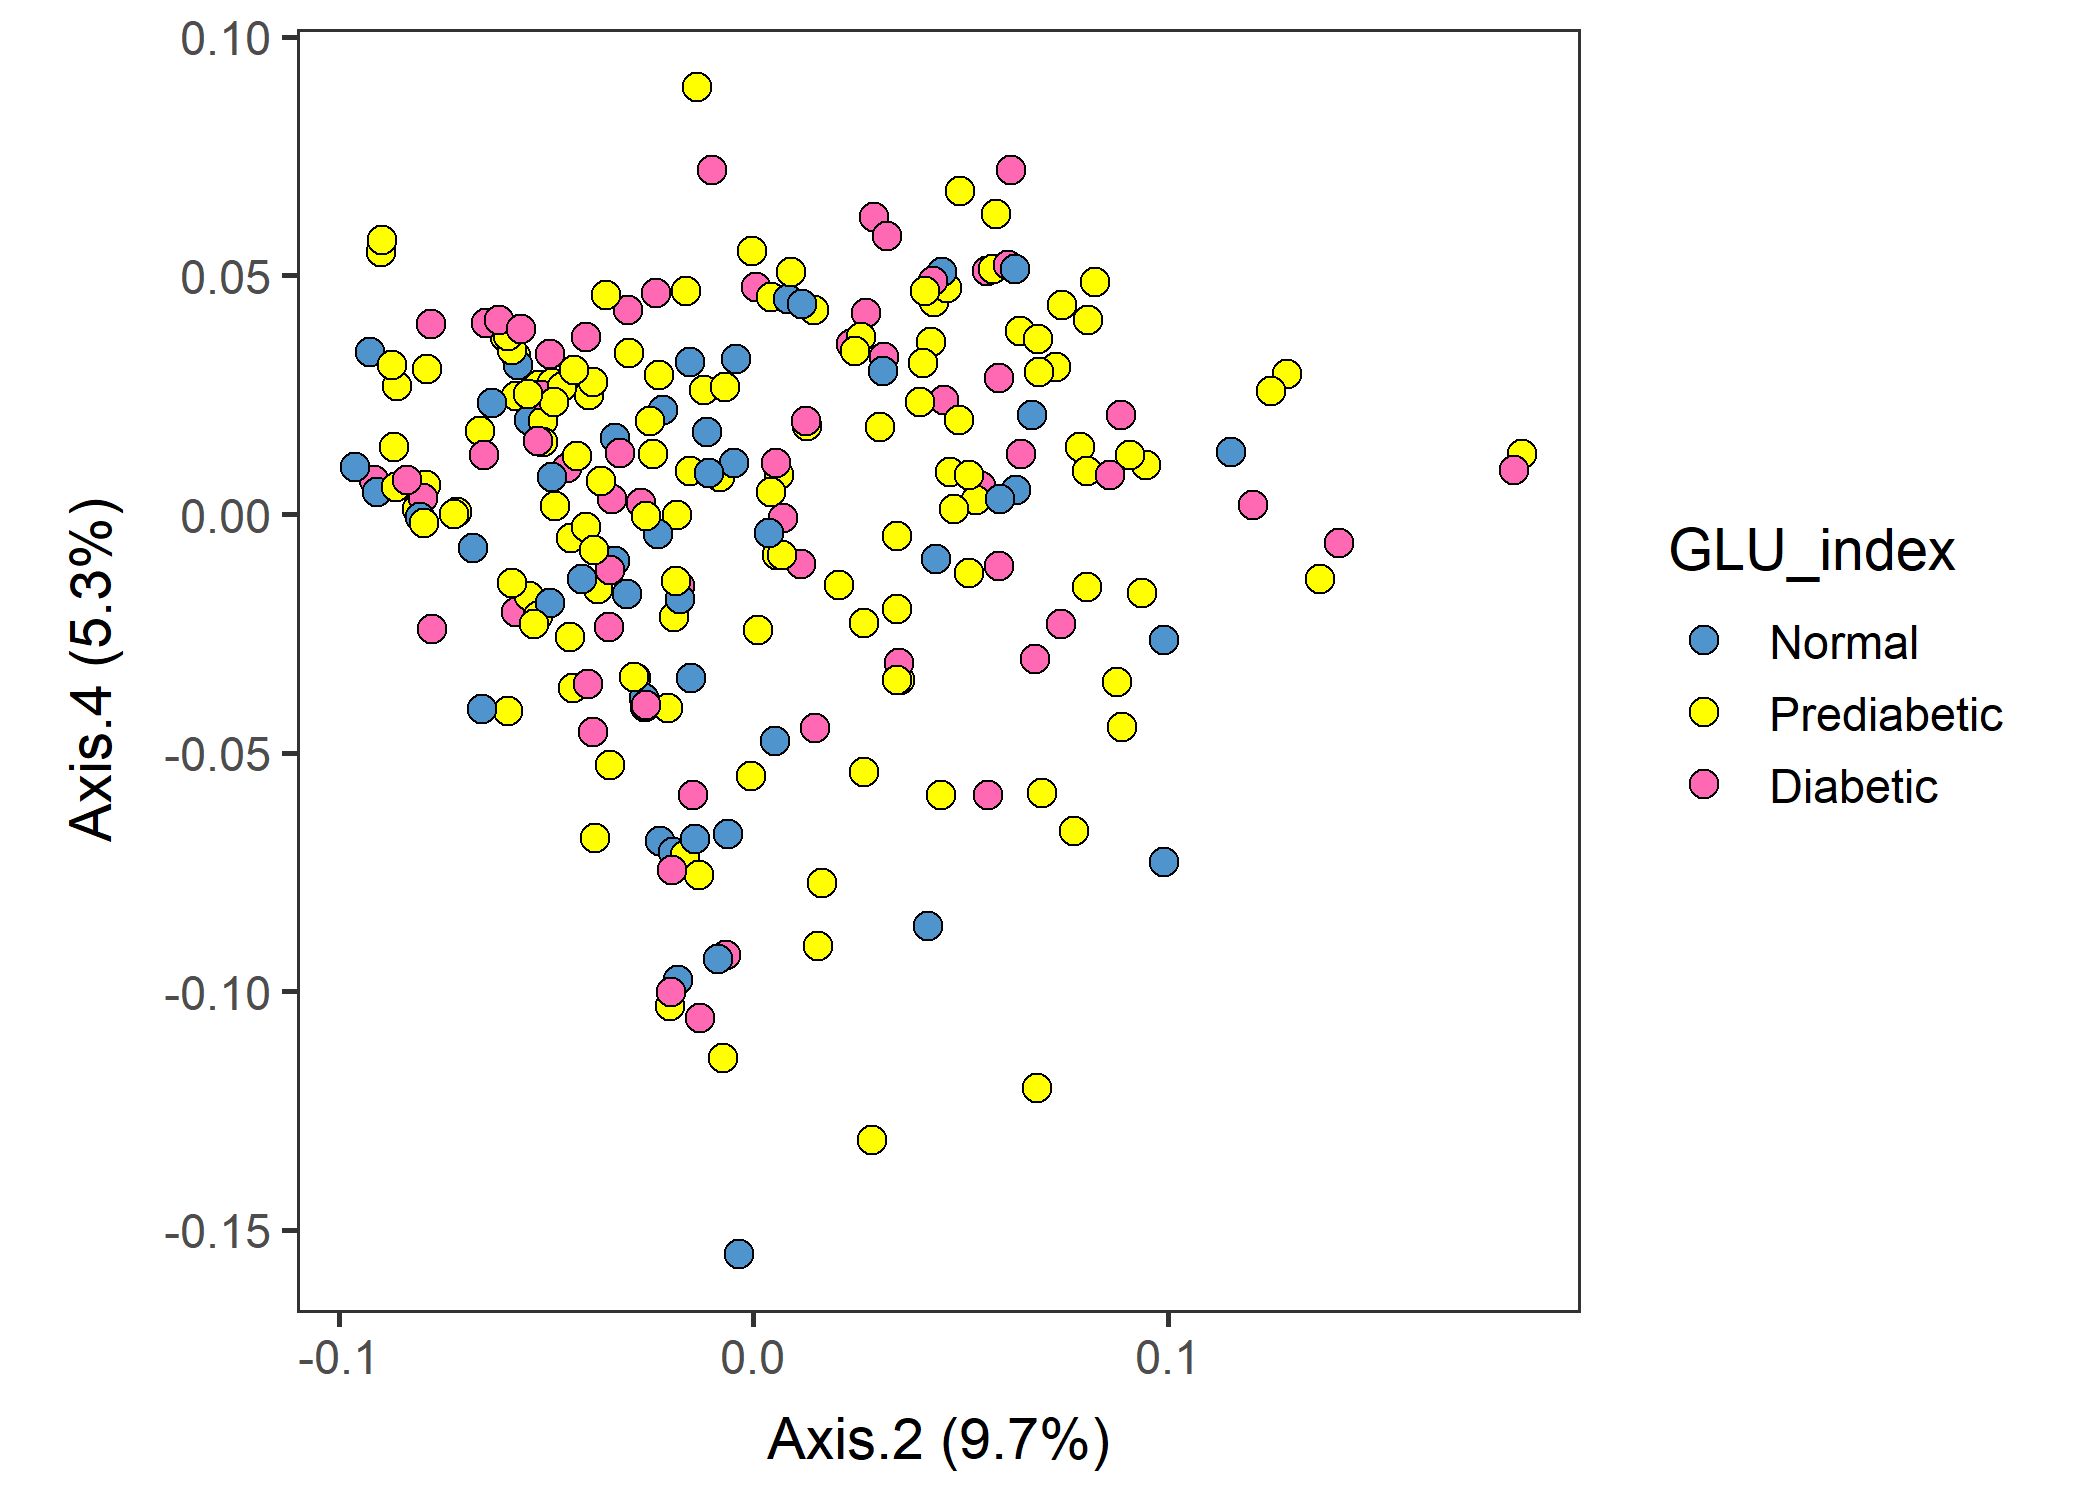 0.10
0.05
0.00
-0.05
-0.10
-0.15
-0.1
0.0
0.1
Axis.4 (5.3%)
Axis.2 (9.7%)
GLU_index
Normal
Prediabetic
Diabetic